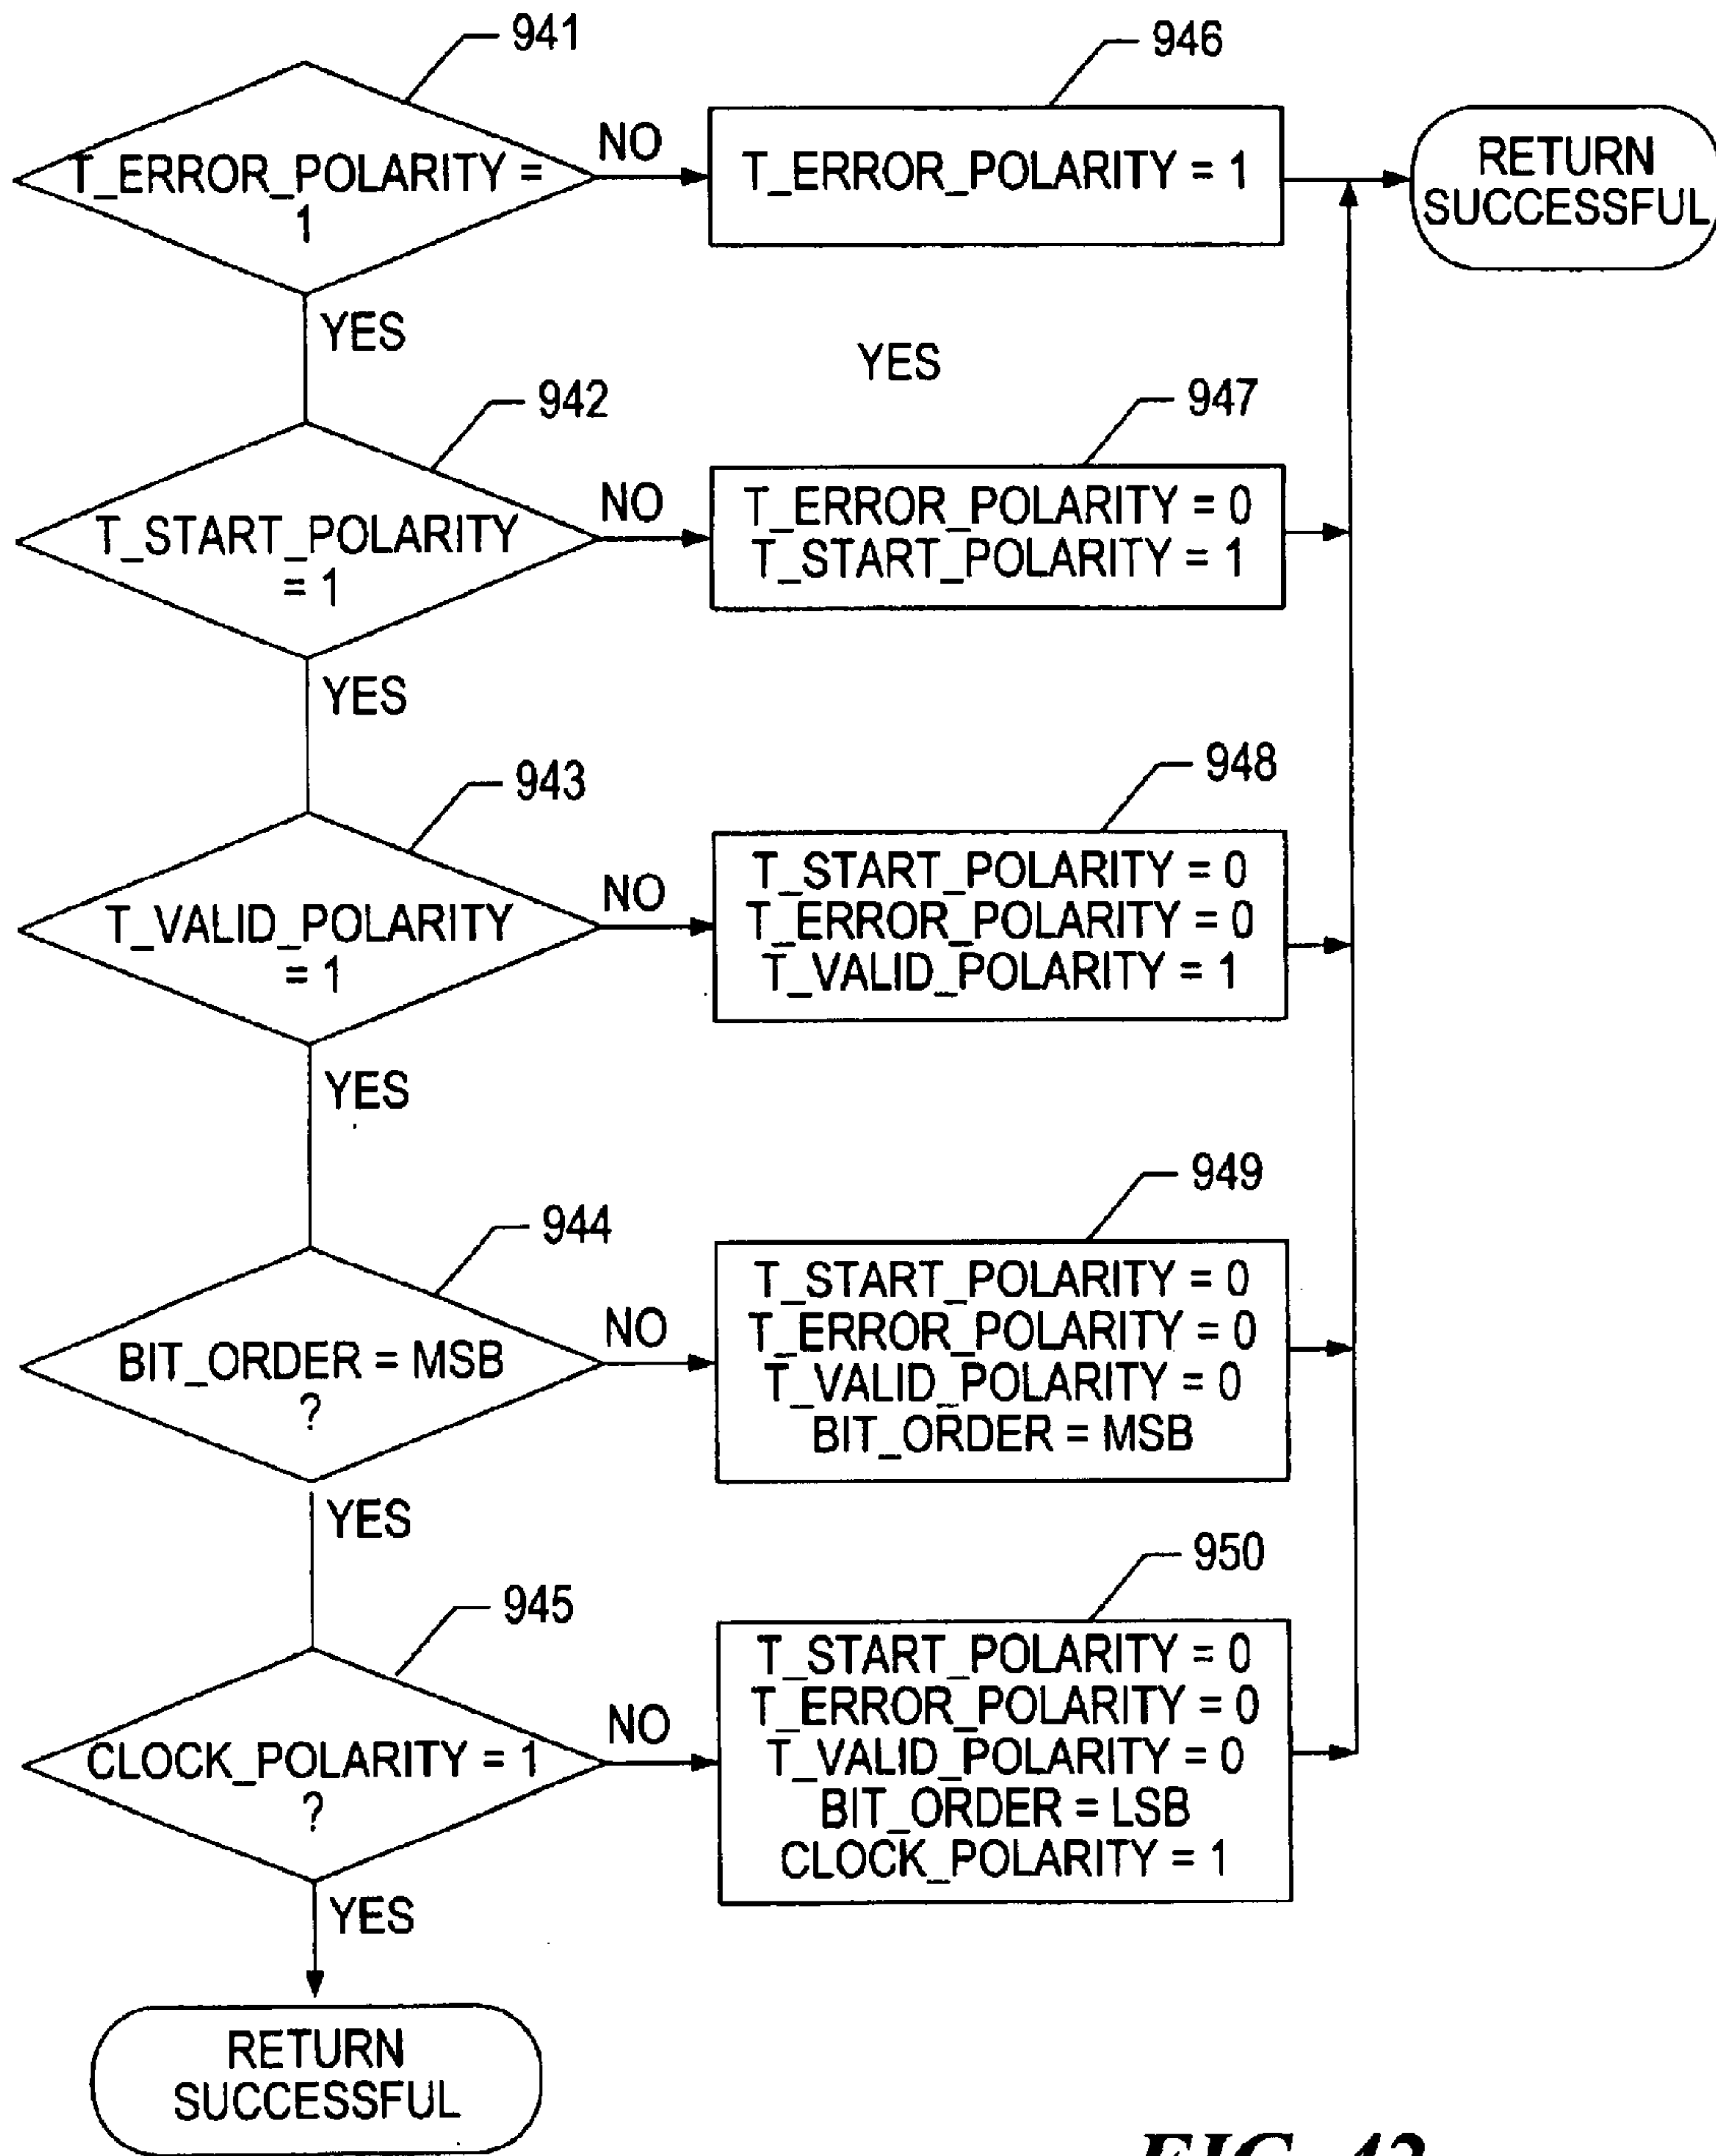 941
T_ERROR_POLARITY =
1
NO
946
T_ERROR_POLARITY = 1
RETURN
SUCCESSFUL
YES
YES
942
T_START_POLARITY
= 1
NO
947
T_ERROR_POLARITY = 0
T_START_POLARITY = 1
YES
943
T_VALID_POLARITY
= 1
NO
948
T_START_POLARITY = 0
T_ERROR_POLARITY = 0
T_VALID_POLARITY = 1
YES
944
BIT_ORDER = MSB
?
NO
949
T_START_POLARITY = 0
T_ERROR_POLARITY = 0
T_VALID_POLARITY = 0
BIT_ORDER = MSB
YES
945
CLOCK_POLARITY = 1
?
NO
950
T_START_POLARITY = 0
T_ERROR_POLARITY = 0
T_VALID_POLARITY = 0
BIT_ORDER = LSB
CLOCK_POLARITY = 1
YES
RETURN
SUCCESSFUL